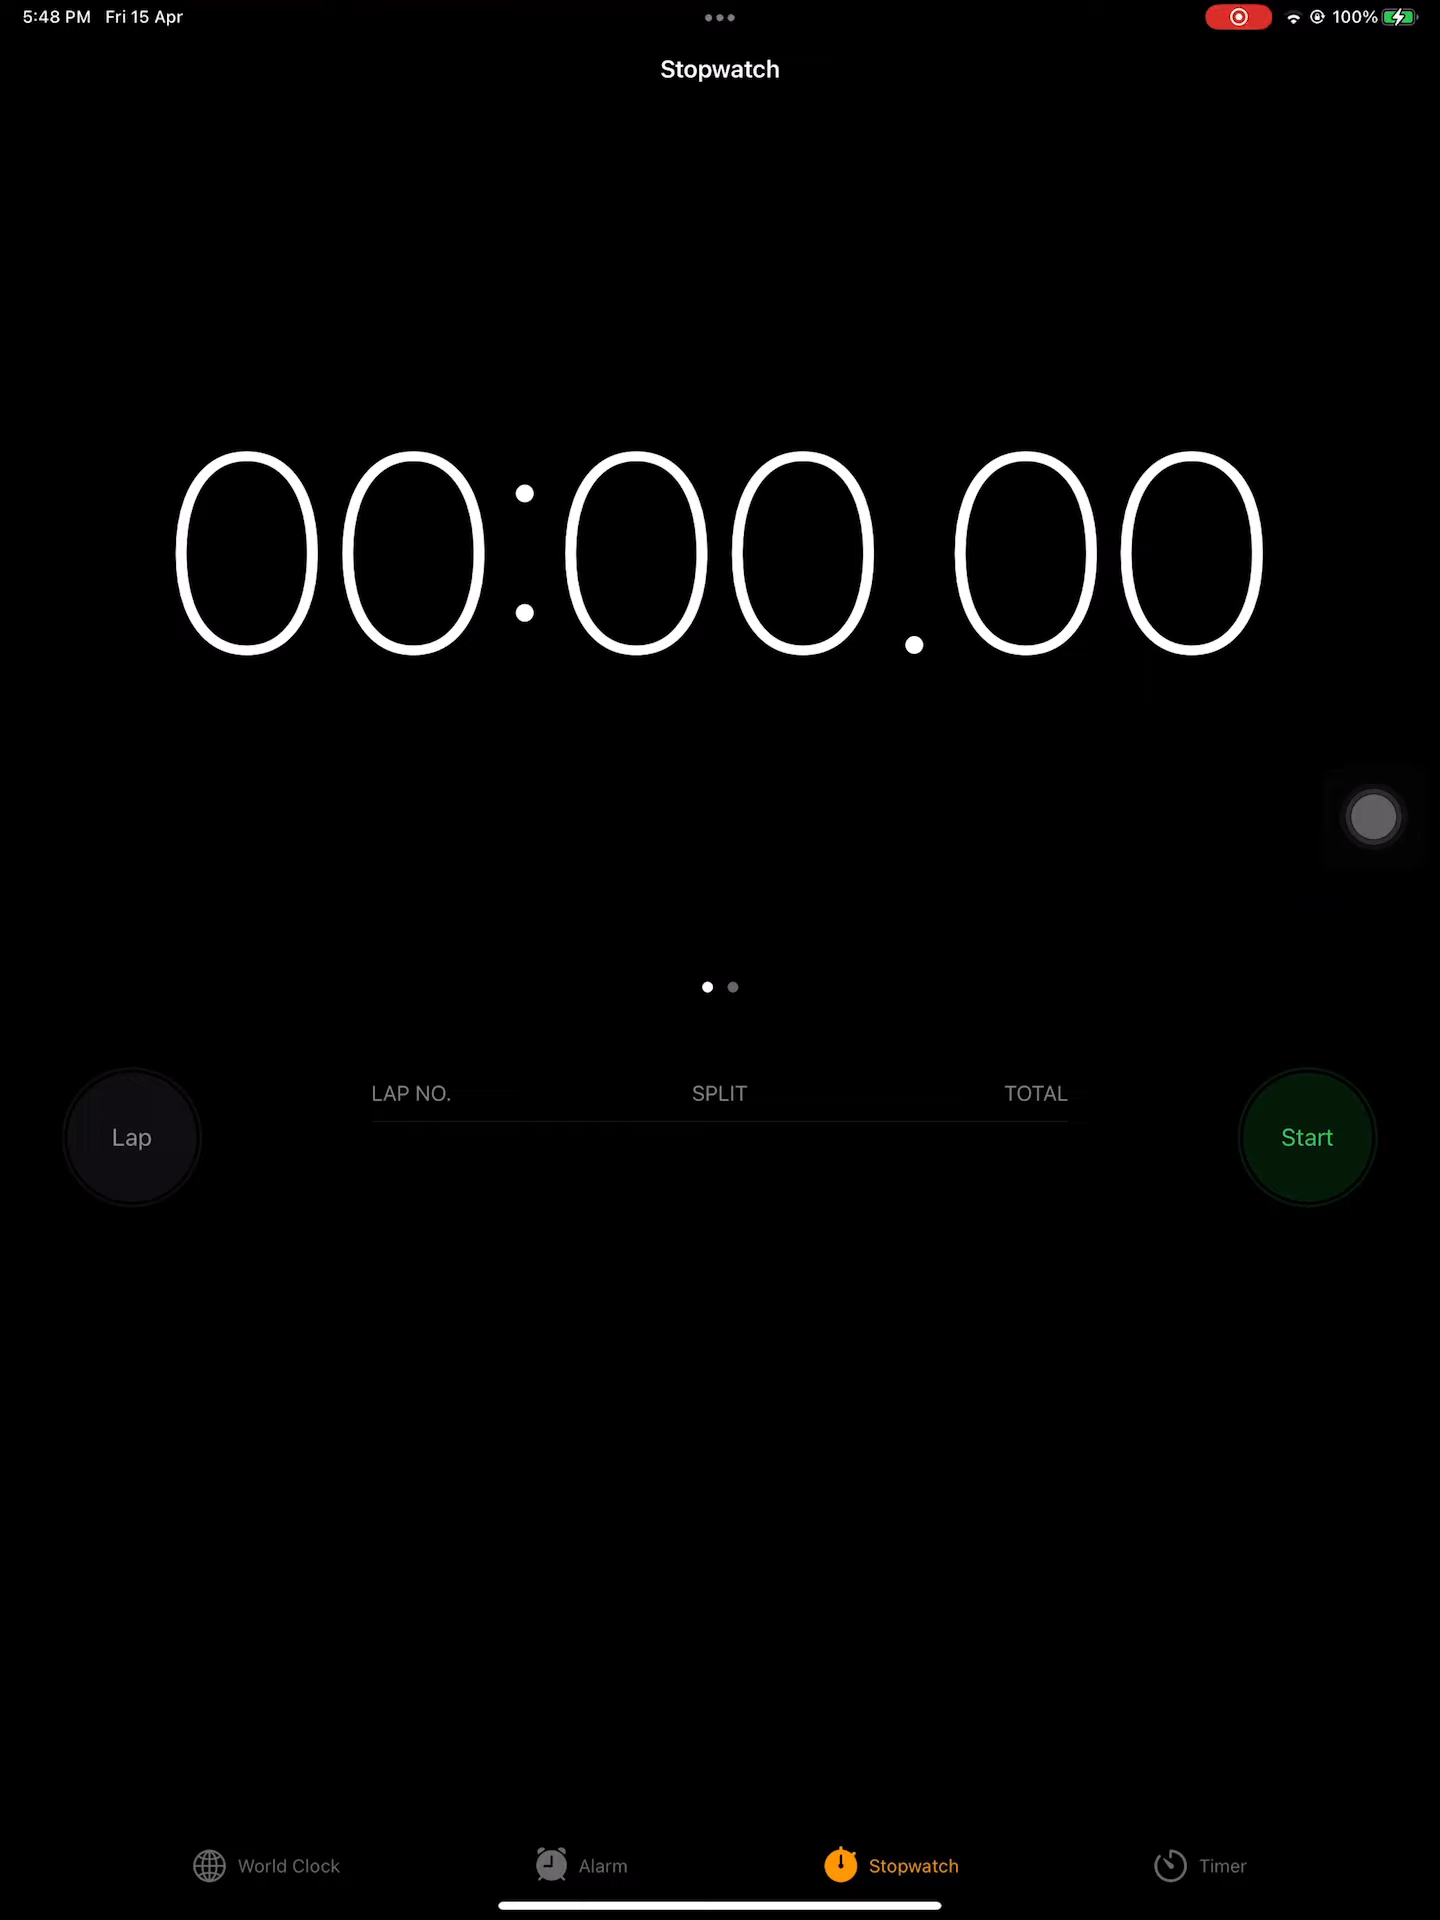 5:48 PM Fri 15 Apr 100%
Stopwatch
00:00.00
LAP NO. SPLIT TOTAL
Lap Start
World Clock Alarm Stopwatch Timer